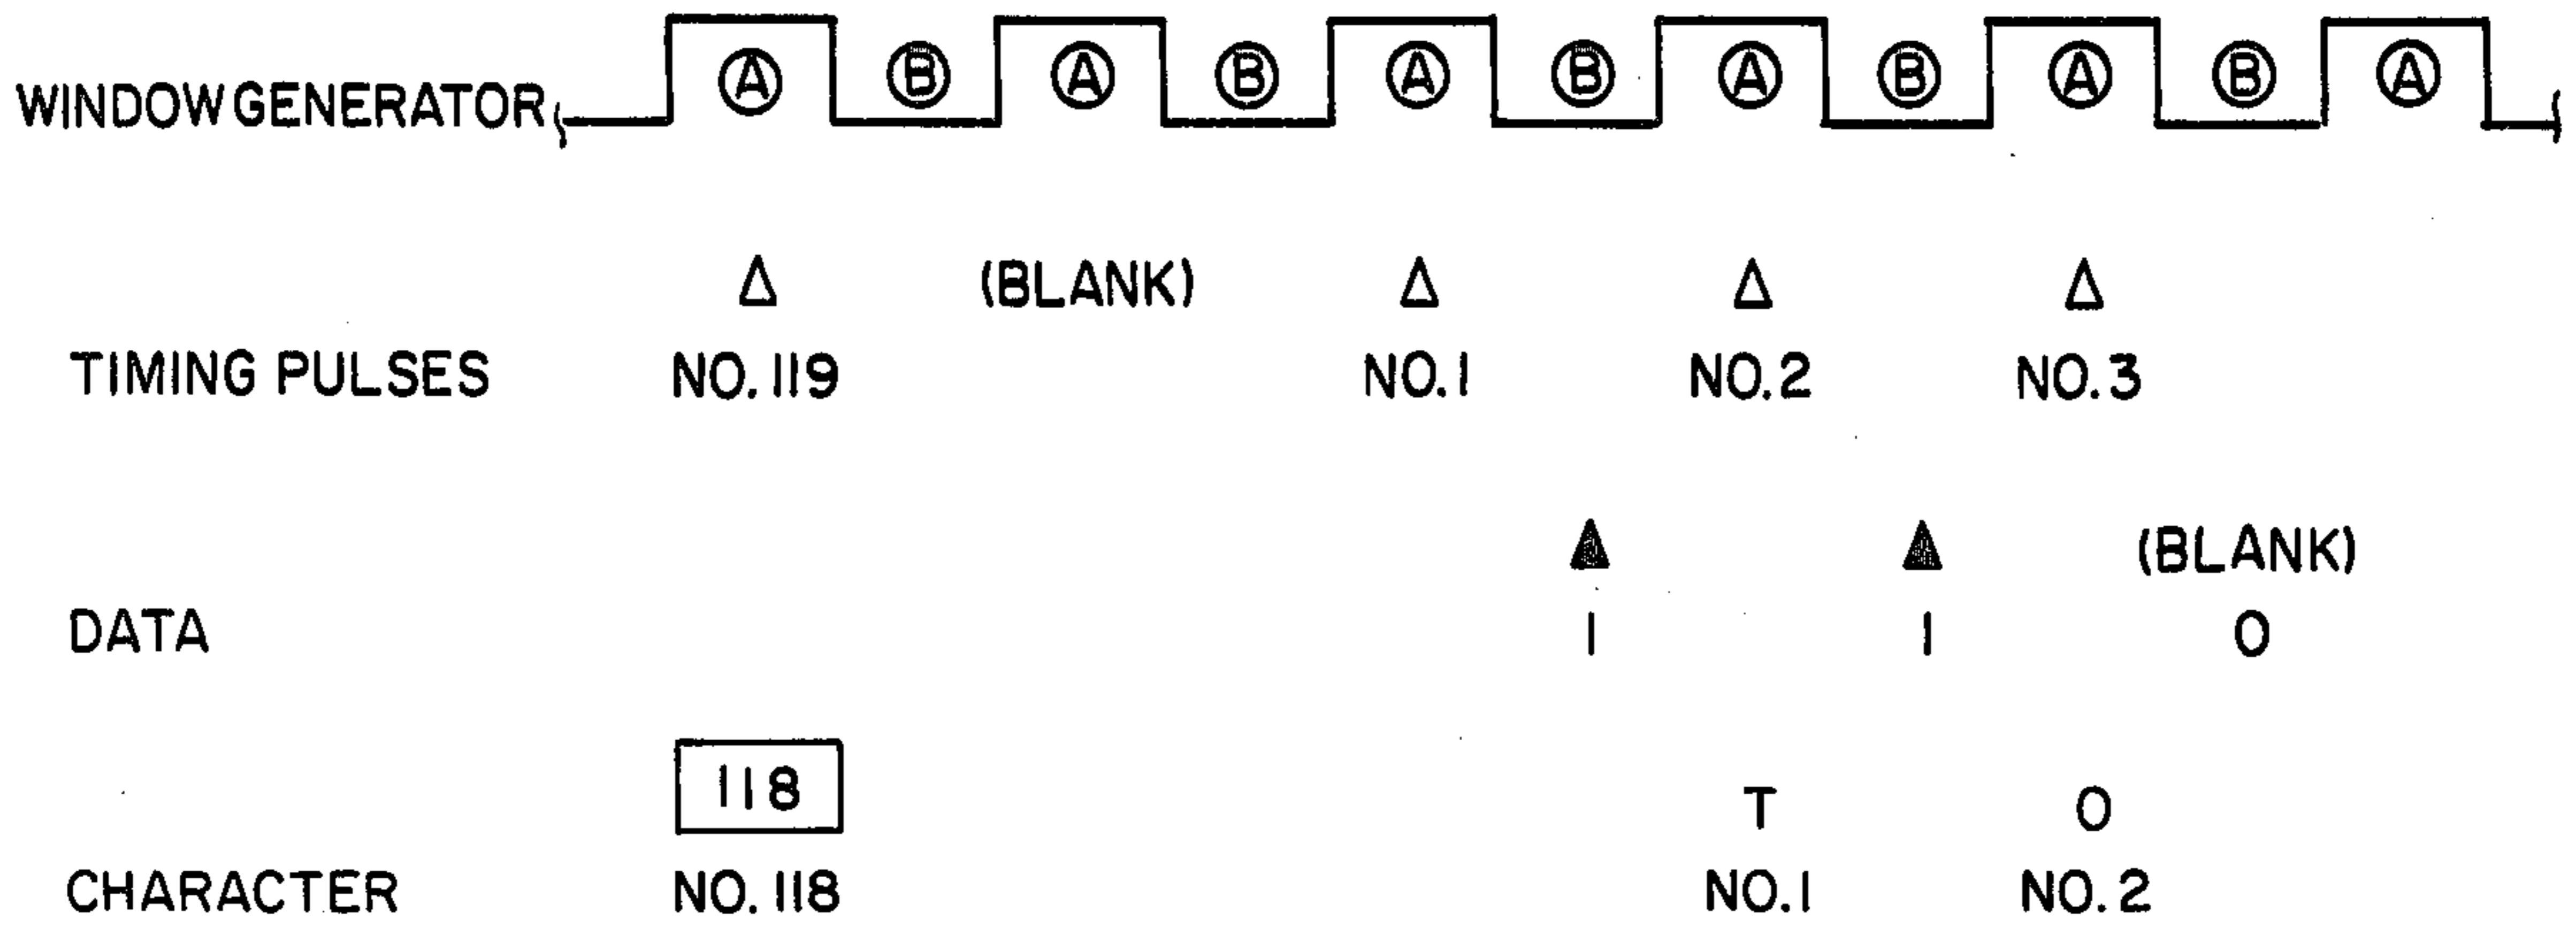 WINDOW GENERATOR A B A B A B A B A B A
(BLANK)
TIMING PULSES NO. 119 NO. 1 NO. 2 NO. 3
(BLANK)
DATA 1 1 0
118 T O
CHARACTER NO. 118 NO. 1 NO. 2